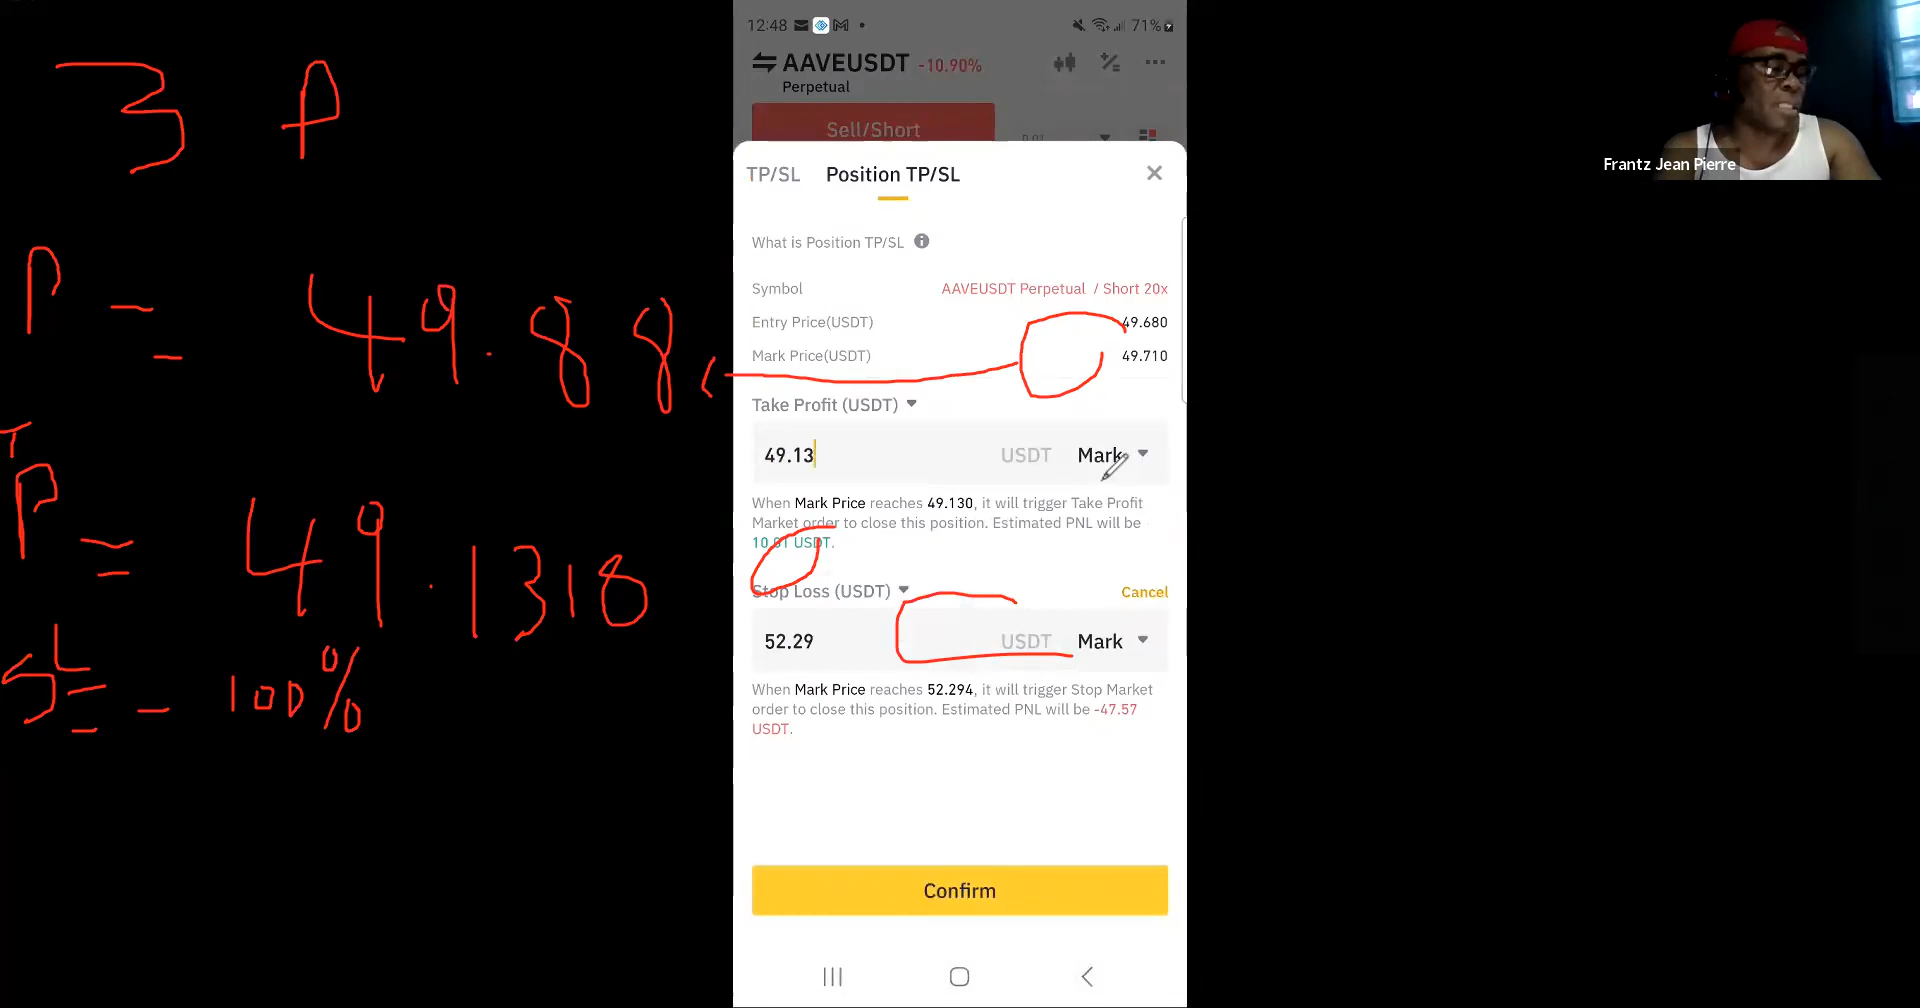 3 P
P = 49.88
TP = 49.1318
SL = - 100%
12:48 71%
AAVEUSDT -10.90%
Perpetual
Sell/Short
0.01
TP/SL Position TP/SL
What is Position TP/SL
Symbol AAVEUSDT Perpetual / Short 20x
Entry Price(USDT) 49.680
Mark Price(USDT) 49.710
Take Profit (USDT)
49.13 USDT Mark
When Mark Price reaches 49.130, it will trigger Take Profit
Market order to close this position. Estimated PNL will be
USDT.
Stop Loss (USDT) Cancel
52.29 USDT Mark
When Mark Price reaches 52.294, it will trigger Stop Market
order to close this position. Estimated PNL will be -47.57
USDT.
Confirm
Frantz Jean Pierre